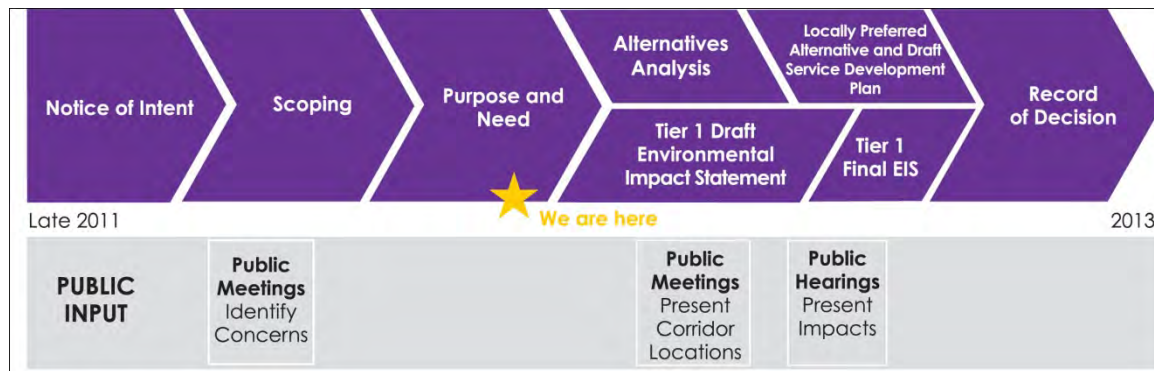 Notice of Intent
Scoping
Purpose and
Need
Alternatives
Analysis
Locally Preferred
Alternative and Draft
Service Development
Plan
Tier 1 Draft
Environmental
Impact Statement
Tier 1
Final EIS
Record
of Decision
We are here
Late 2011
2013
PUBLIC
INPUT
Public
Meetings
Identify
Concerns
Public
Meetings
Present
Corridor
Locations
Public
Hearings
Present
Impacts